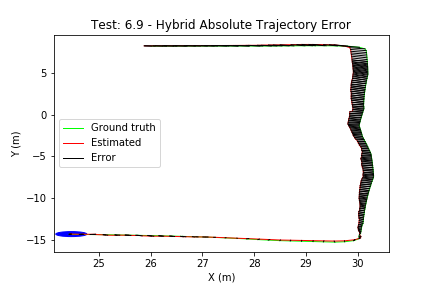 Test: 6.9 - Hybrid Absolute Trajectory Error
5
0
−5
−10
−15
Y (m)
Ground truth
Estimated
Error
25 26 27 28 29 30
X (m)